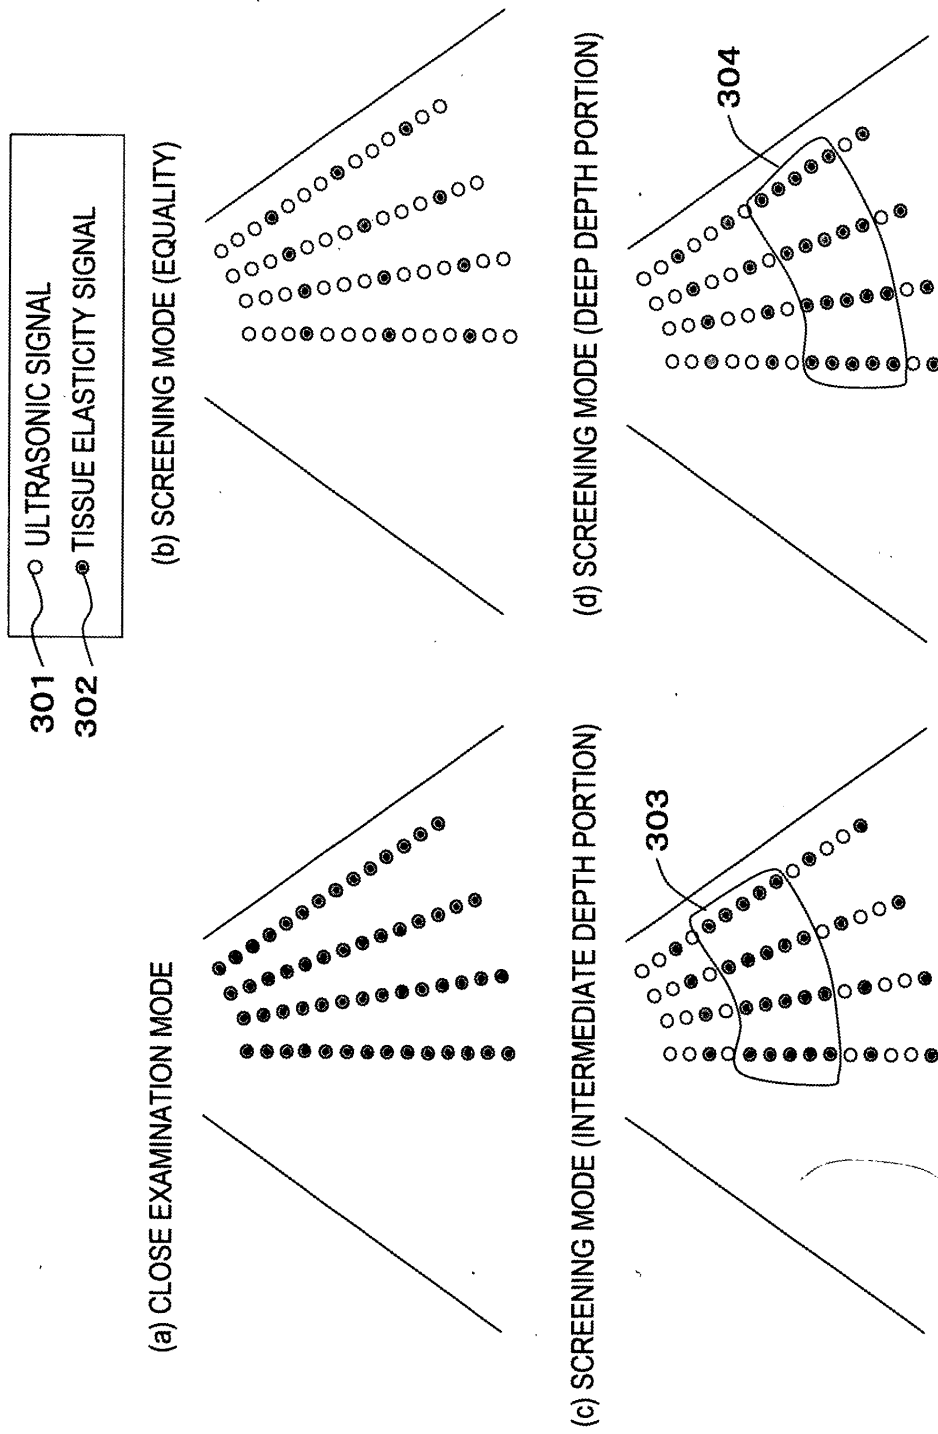 301
ULTRASONIC SIGNAL
302
TISSUE ELASTICITY SIGNAL
(a) CLOSE EXAMINATION MODE
(b) SCREENING MODE (EQUALITY)
(c) SCREENING MODE (INTERMEDIATE DEPTH PORTION)
303
(d) SCREENING MODE (DEEP DEPTH PORTION)
304